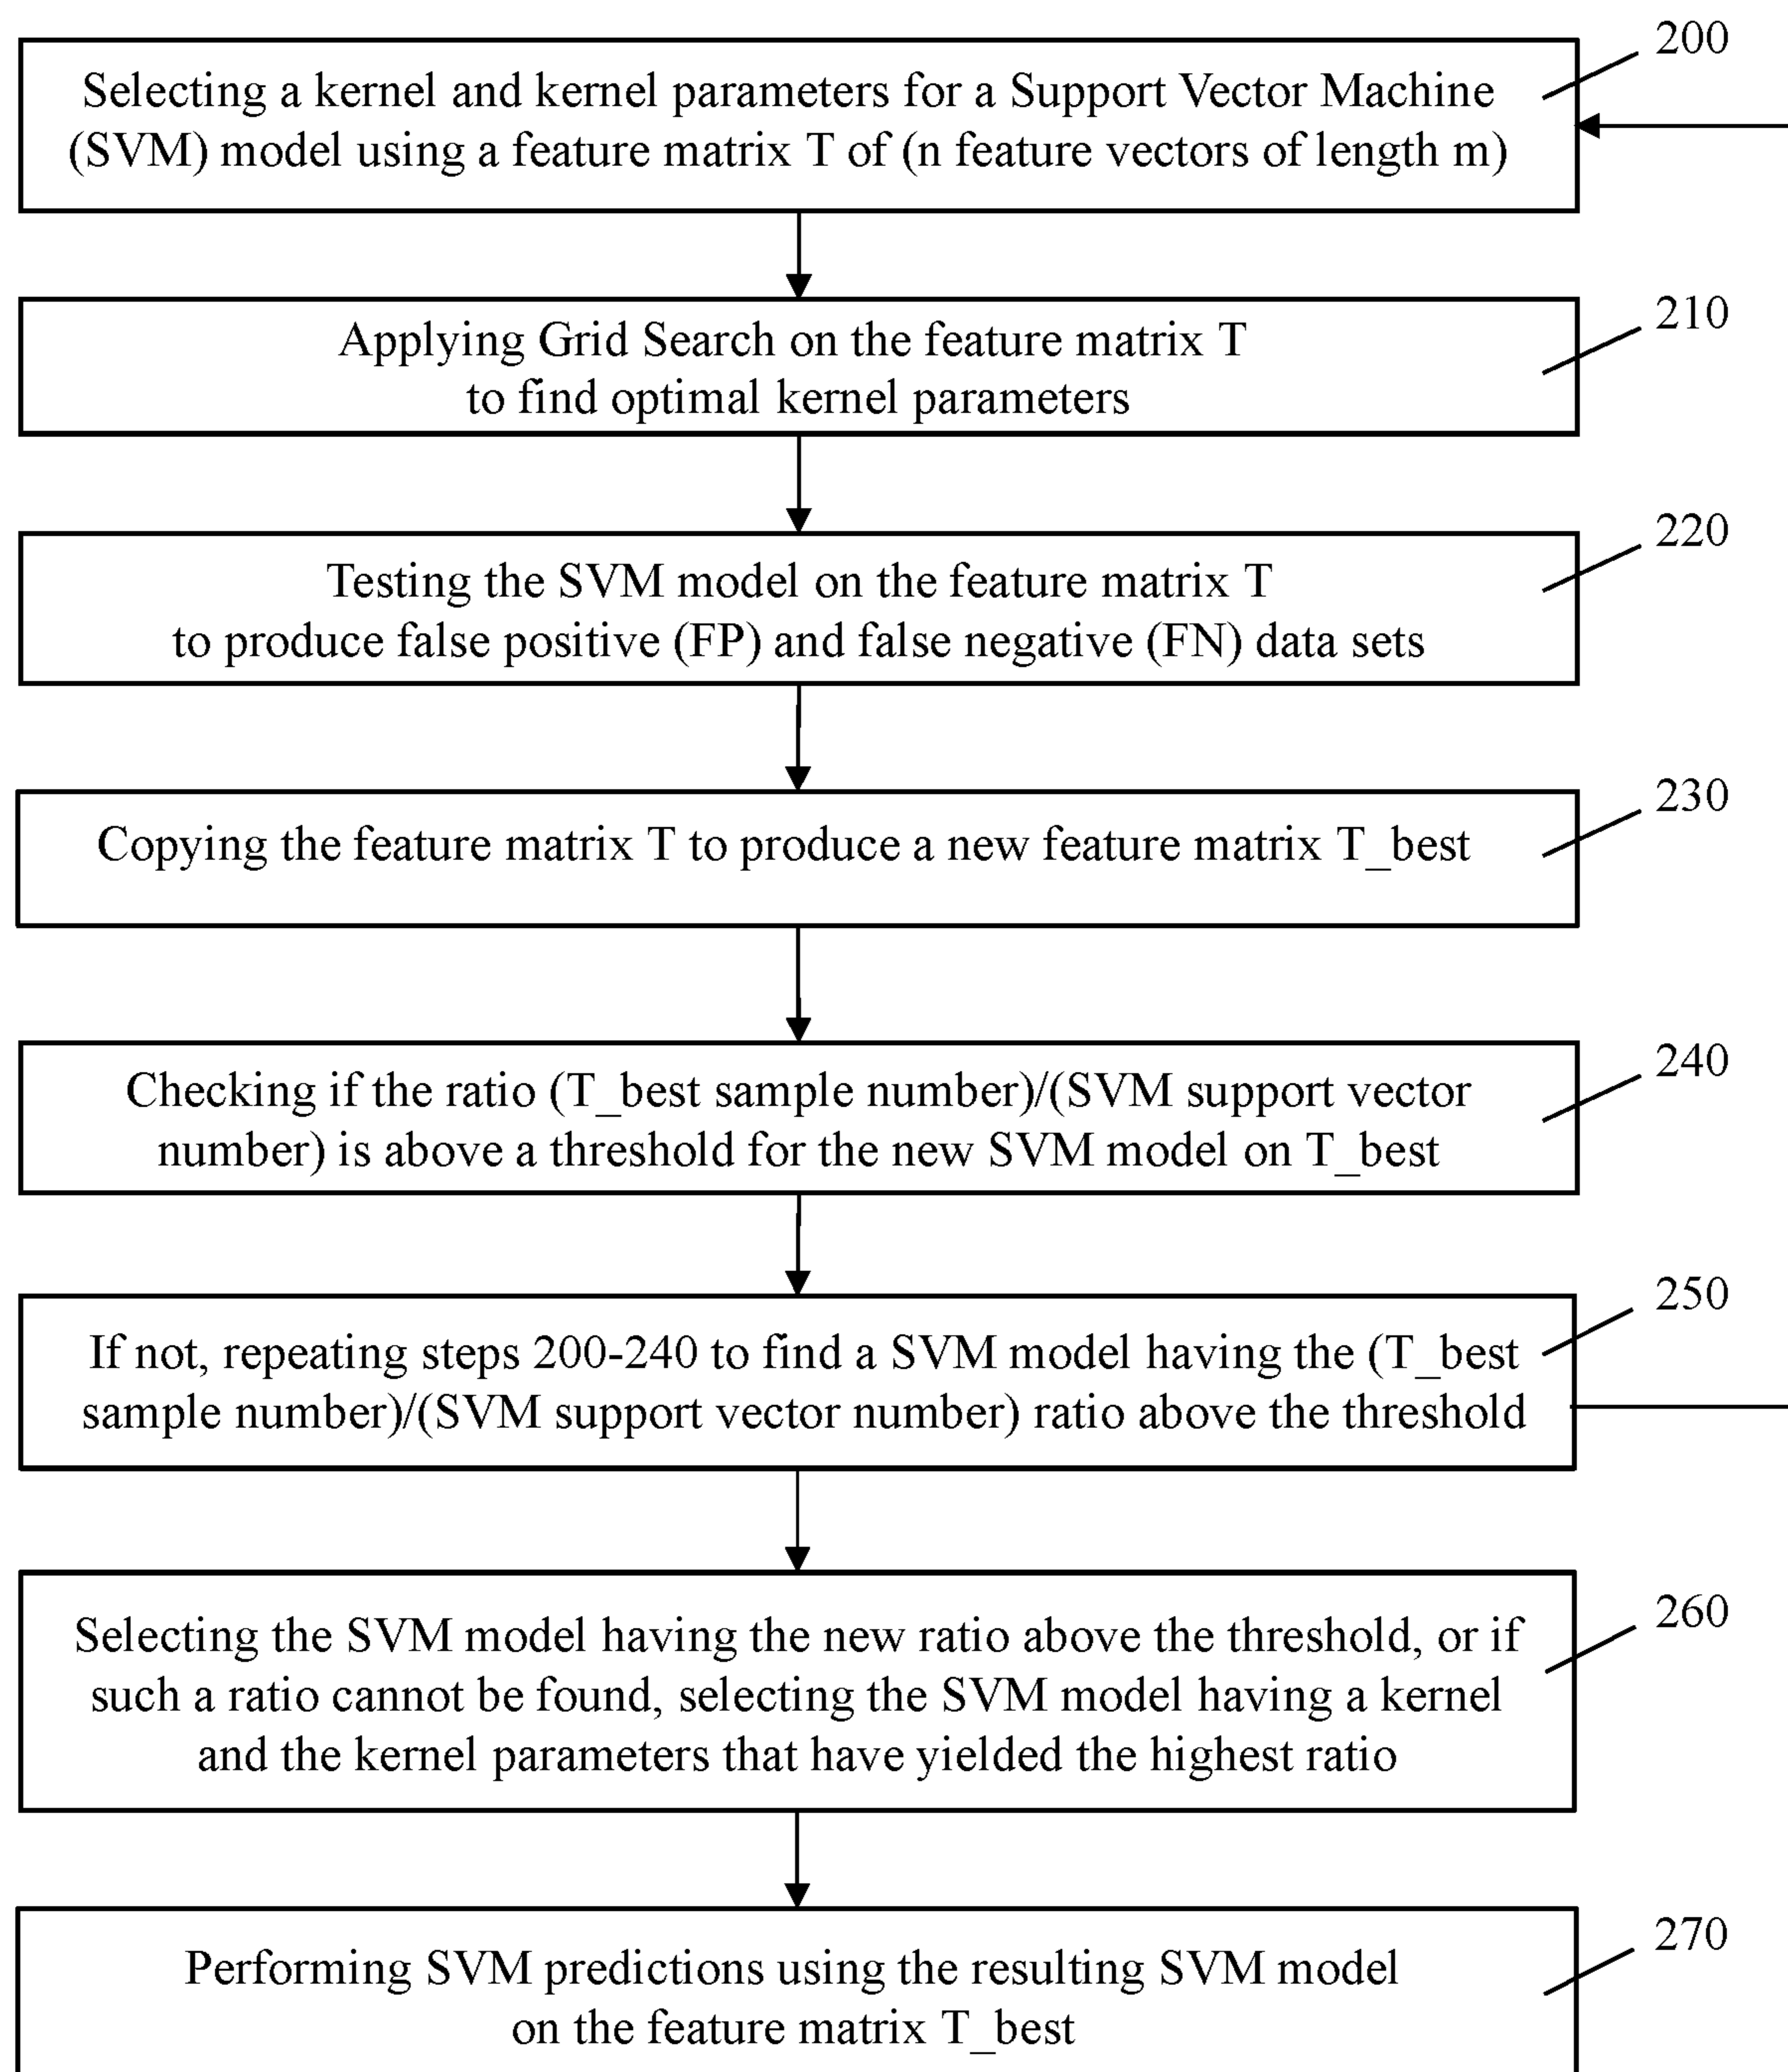 200
Selecting a kernel and kernel parameters for a Support Vector Machine
(SVM) model using a feature matrix T of (n feature vectors of length m)
210
Applying Grid Search on the feature matrix T
to find optimal kernel parameters
220
Testing the SVM model on the feature matrix T
to produce false positive (FP) and false negative (FN) data sets
230
Copying the feature matrix T to produce a new feature matrix T_best
240
Checking if the ratio (T_best sample number)/(SVM support vector
number) is above a threshold for the new SVM model on T_best
250
If not, repeating steps 200-240 to find a SVM model having the (T_best
sample number)/(SVM support vector number) ratio above the threshold
260
Selecting the SVM model having the new ratio above the threshold, or if
such a ratio cannot be found, selecting the SVM model having a kernel
and the kernel parameters that have yielded the highest ratio
270
Performing SVM predictions using the resulting SVM model
on the feature matrix T_best